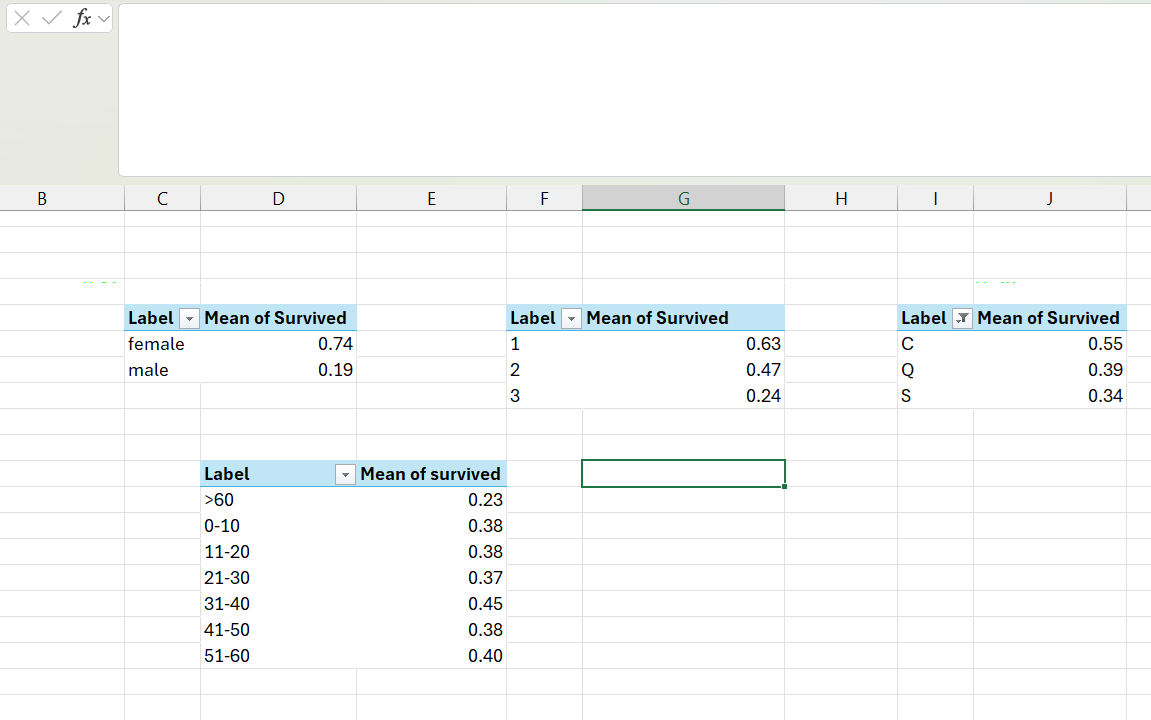 fx
B C D E F G H I J
Label Mean of Survived Label Mean of Survived Label Mean of Survived
female 0.74 1 0.63 C 0.55
male 0.19 2 0.47 Q 0.39
3 0.24 S 0.34
Label Mean of survived
>60 0.23
0-10 0.38
11-20 0.38
21-30 0.37
31-40 0.45
41-50 0.38
51-60 0.40